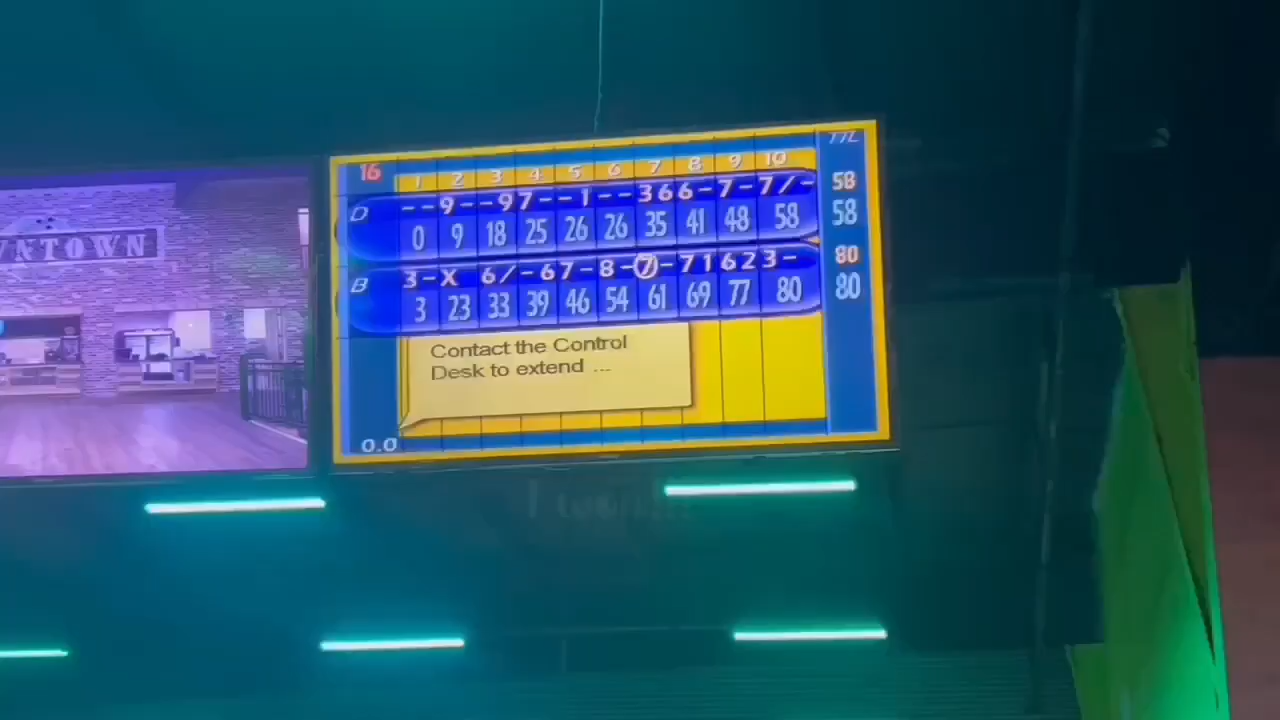 WNTOWN
16 1 2 3 4 5 6 7 8 9 10 TTL
D - - 9 - - 9 7 - - 1 - - 3 6 6 - 7 - 7 / - 58
0 9 18 25 26 26 35 41 48 58 58
B 3 - X 6 / - 6 7 - 8 - 7 - 7 1 6 2 3 - 80
3 23 33 39 46 54 61 69 77 80 80
Contact the Control
Desk to extend ...
0.0